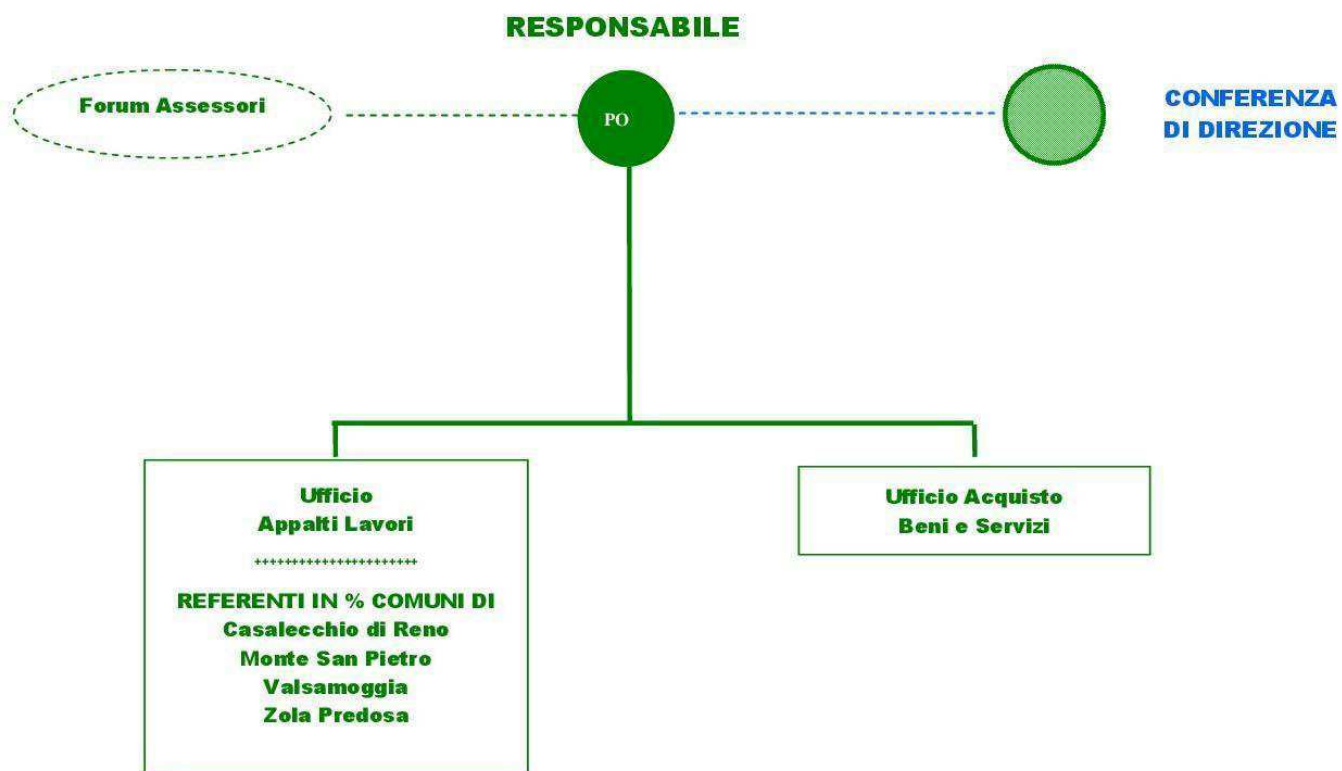 RESPONSABILE
Forum Assessori
PO
CONFERENZA
DI DIREZIONE
Ufficio
Appalti Lavori
++++++++++++++++++++++
REFERENTI IN % COMUNI DI
Casalecchio di Reno
Monte San Pietro
Valsamoggia
Zola Predosa
Ufficio Acquisto
Beni e Servizi